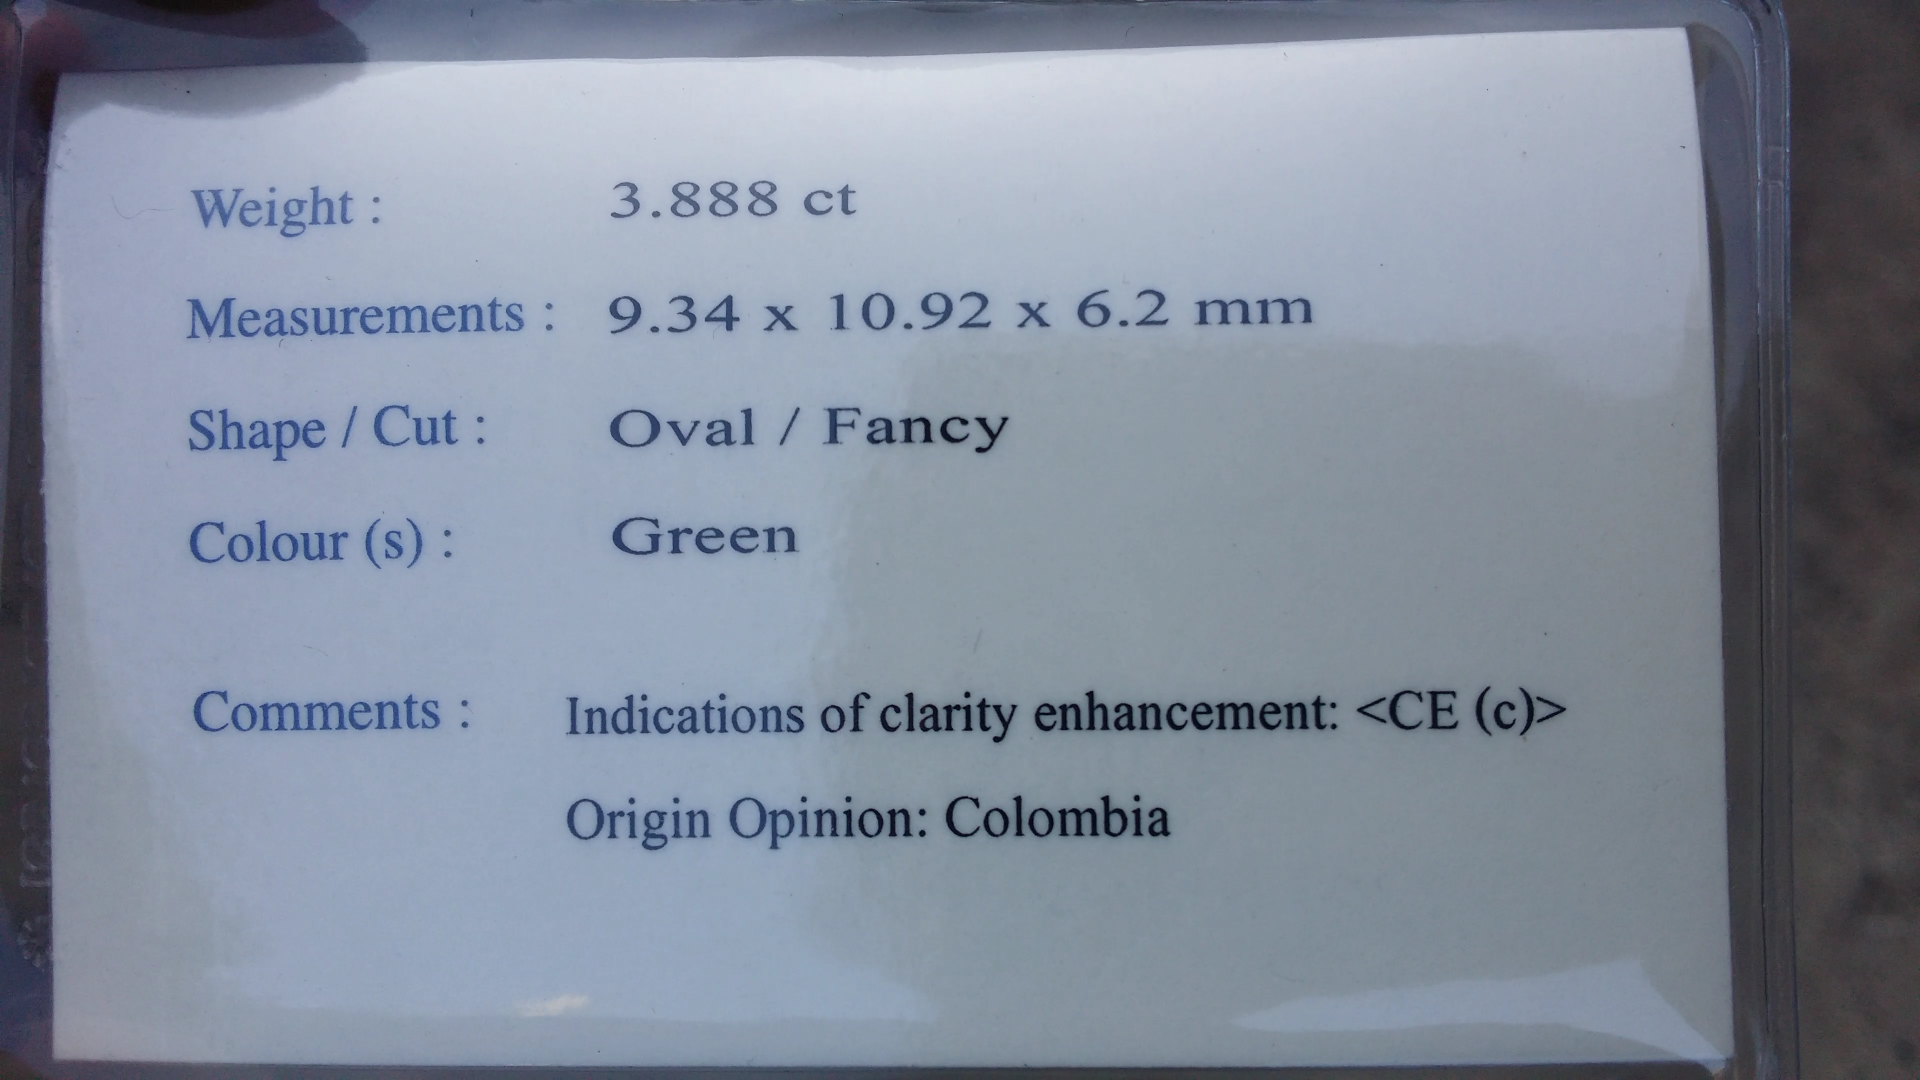 Weight : 3.888 ct
Measurements : 9.34 x 10.92 x 6.2 mm
Shape / Cut : Oval / Fancy
Colour (s) : Green
Comments : Indications of clarity enhancement: <CE (c)>
Origin Opinion: Colombia